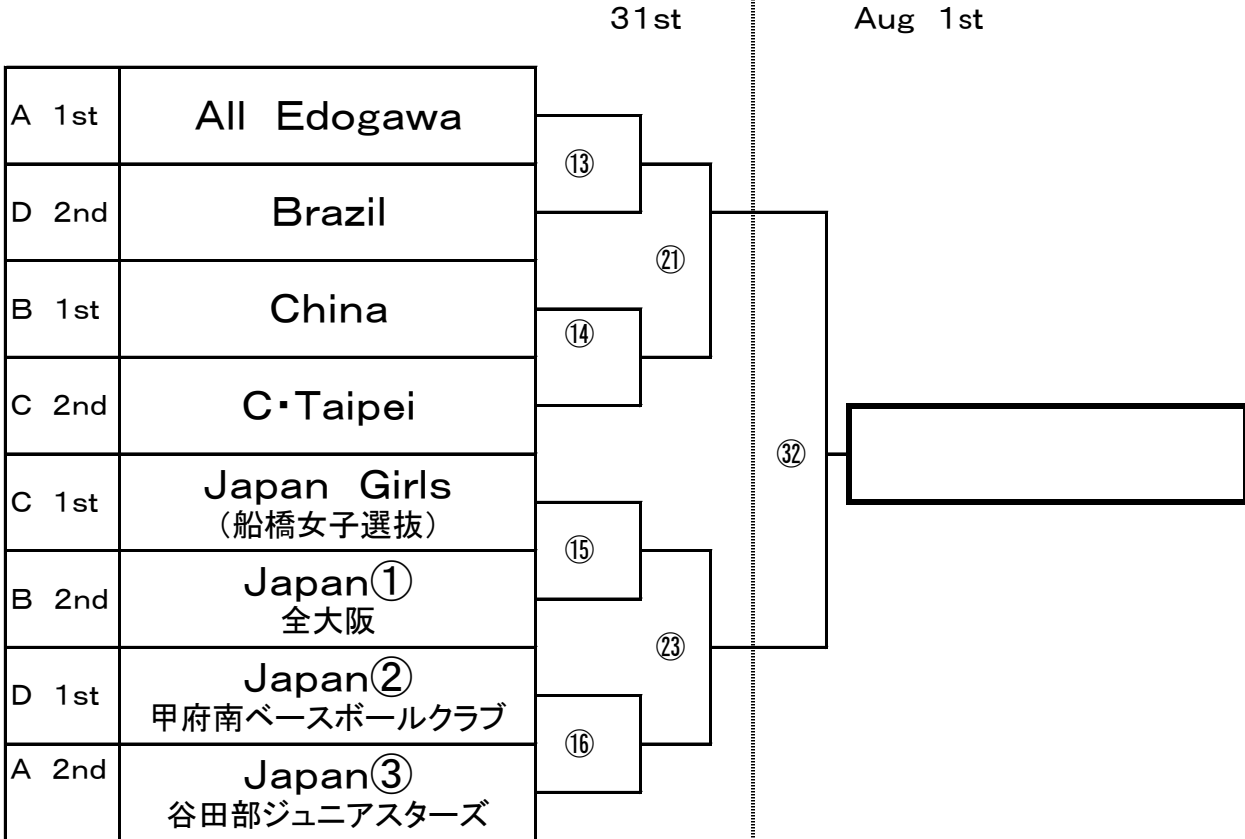 31st
Aug 1st
A 1st
All Edogawa
⑬
D 2nd
Brazil
㉑
B 1st
China
⑭
C 2nd
C・Taipei
㉜
C 1st
Japan Girls
（船橋女子選抜）
⑮
B 2nd
Japan①
全大阪
㉓
D 1st
Japan②
甲府南ベースボールクラブ
⑯
A 2nd
Japan③
谷田部ジュニアスターズ